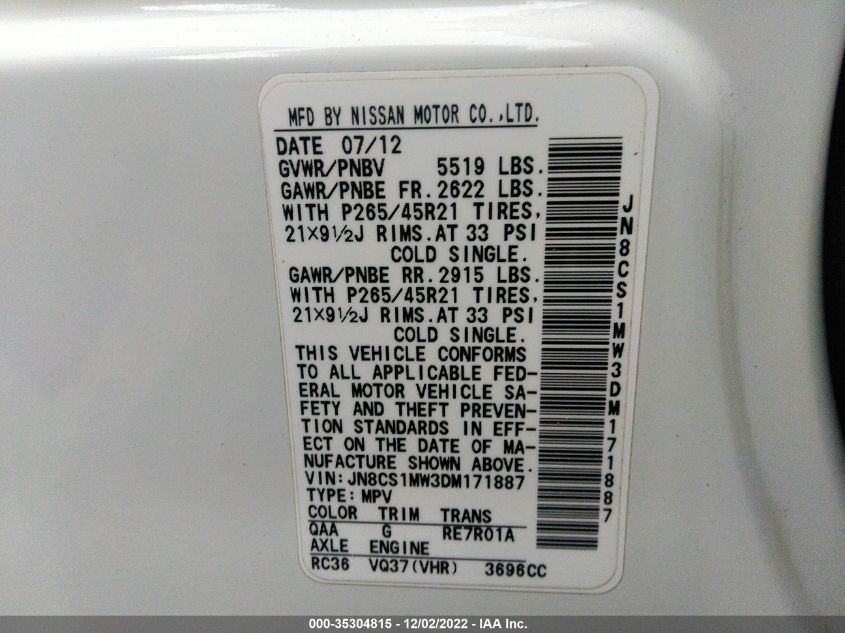 MFD BY NISSAN MOTOR CO.,LTD.
DATE 07/12
GVWR/PNBV 5519 LBS.
GAWR/PNBE FR. 2622 LBS.
WITH P265/45R21 TIRES,
21×9½J RIMS. AT 33 PSI
COLD SINGLE.
GAWR/PNBE RR. 2915 LBS.
WITH P265/45R21 TIRES,
21×9½J RIMS. AT 33 PSI
COLD SINGLE.
THIS VEHICLE CONFORMS
TO ALL APPLICABLE FED-
ERAL MOTOR VEHICLE SA-
FETY AND THEFT PREVEN-
TION STANDARDS IN EFF-
ECT ON THE DATE OF MA-
NUFACTURE SHOWN ABOVE.
VIN: JN8CS1MW3DM171887
TYPE: MPV
COLOR TRIM TRANS
QAA G RE7R01A
AXLE ENGINE
RC36 VQ37(VHR) 3696CC
JN8CS1MW3DM171887
000-35304815 - 12/02/2022 - IAA Inc.